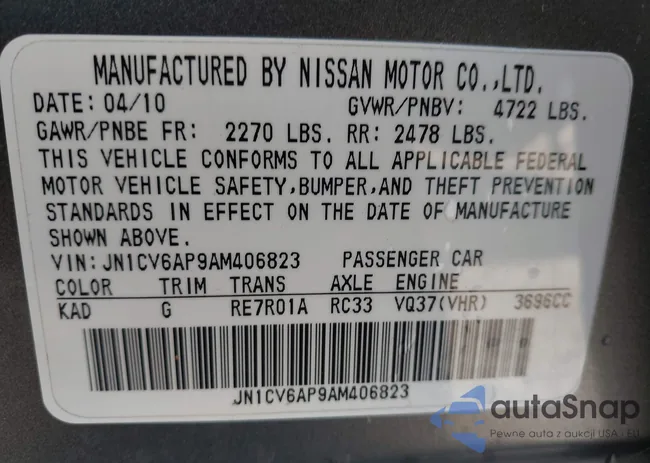 MANUFACTURED BY NISSAN MOTOR CO.,LTD.
DATE: 04/10 GVWR/PNBV: 4722 LBS.
GAWR/PNBE FR: 2270 LBS. RR: 2478 LBS.
THIS VEHICLE CONFORMS TO ALL APPLICABLE FEDERAL
MOTOR VEHICLE SAFETY,BUMPER,AND THEFT PREVENTION
STANDARDS IN EFFECT ON THE DATE OF MANUFACTURE
SHOWN ABOVE.
VIN:JN1CV6AP9AM406823 PASSENGER CAR
COLOR TRIM TRANS AXLE ENGINE
KAD G RE7R01A RC33 VQ37(VHR) 3696CC
JN1CV6AP9AM406823
autaSnap
Pewne auta z aukcji USA i EU